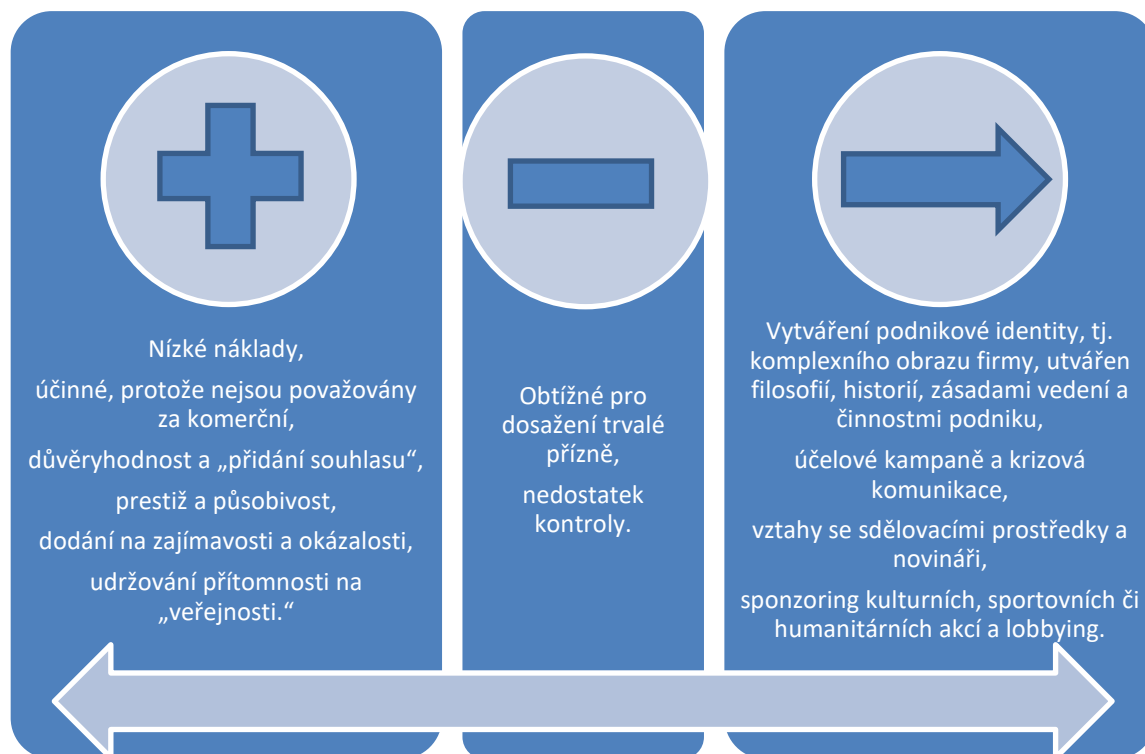 Nízké náklady,
účinné, protože nejsou považovány
za komerční,
důvěryhodnost a „přidání souhlasu“,
prestiž a působivost,
dodání na zajímavosti a okázalosti,
udržování přítomnosti na
„veřejnosti.“
Obtížné pro
dosažení trvalé
přízně,
nedostatek
kontroly.
Vytváření podnikové identity, tj.
komplexního obrazu firmy, utvářen
filosofií, historií, zásadami vedení a
činnostmi podniku,
účelové kampaně a krizová
komunikace,
vztahy se sdělovacími prostředky a
novináři,
sponzoring kulturních, sportovních či
humanitárních akcí a lobbying.